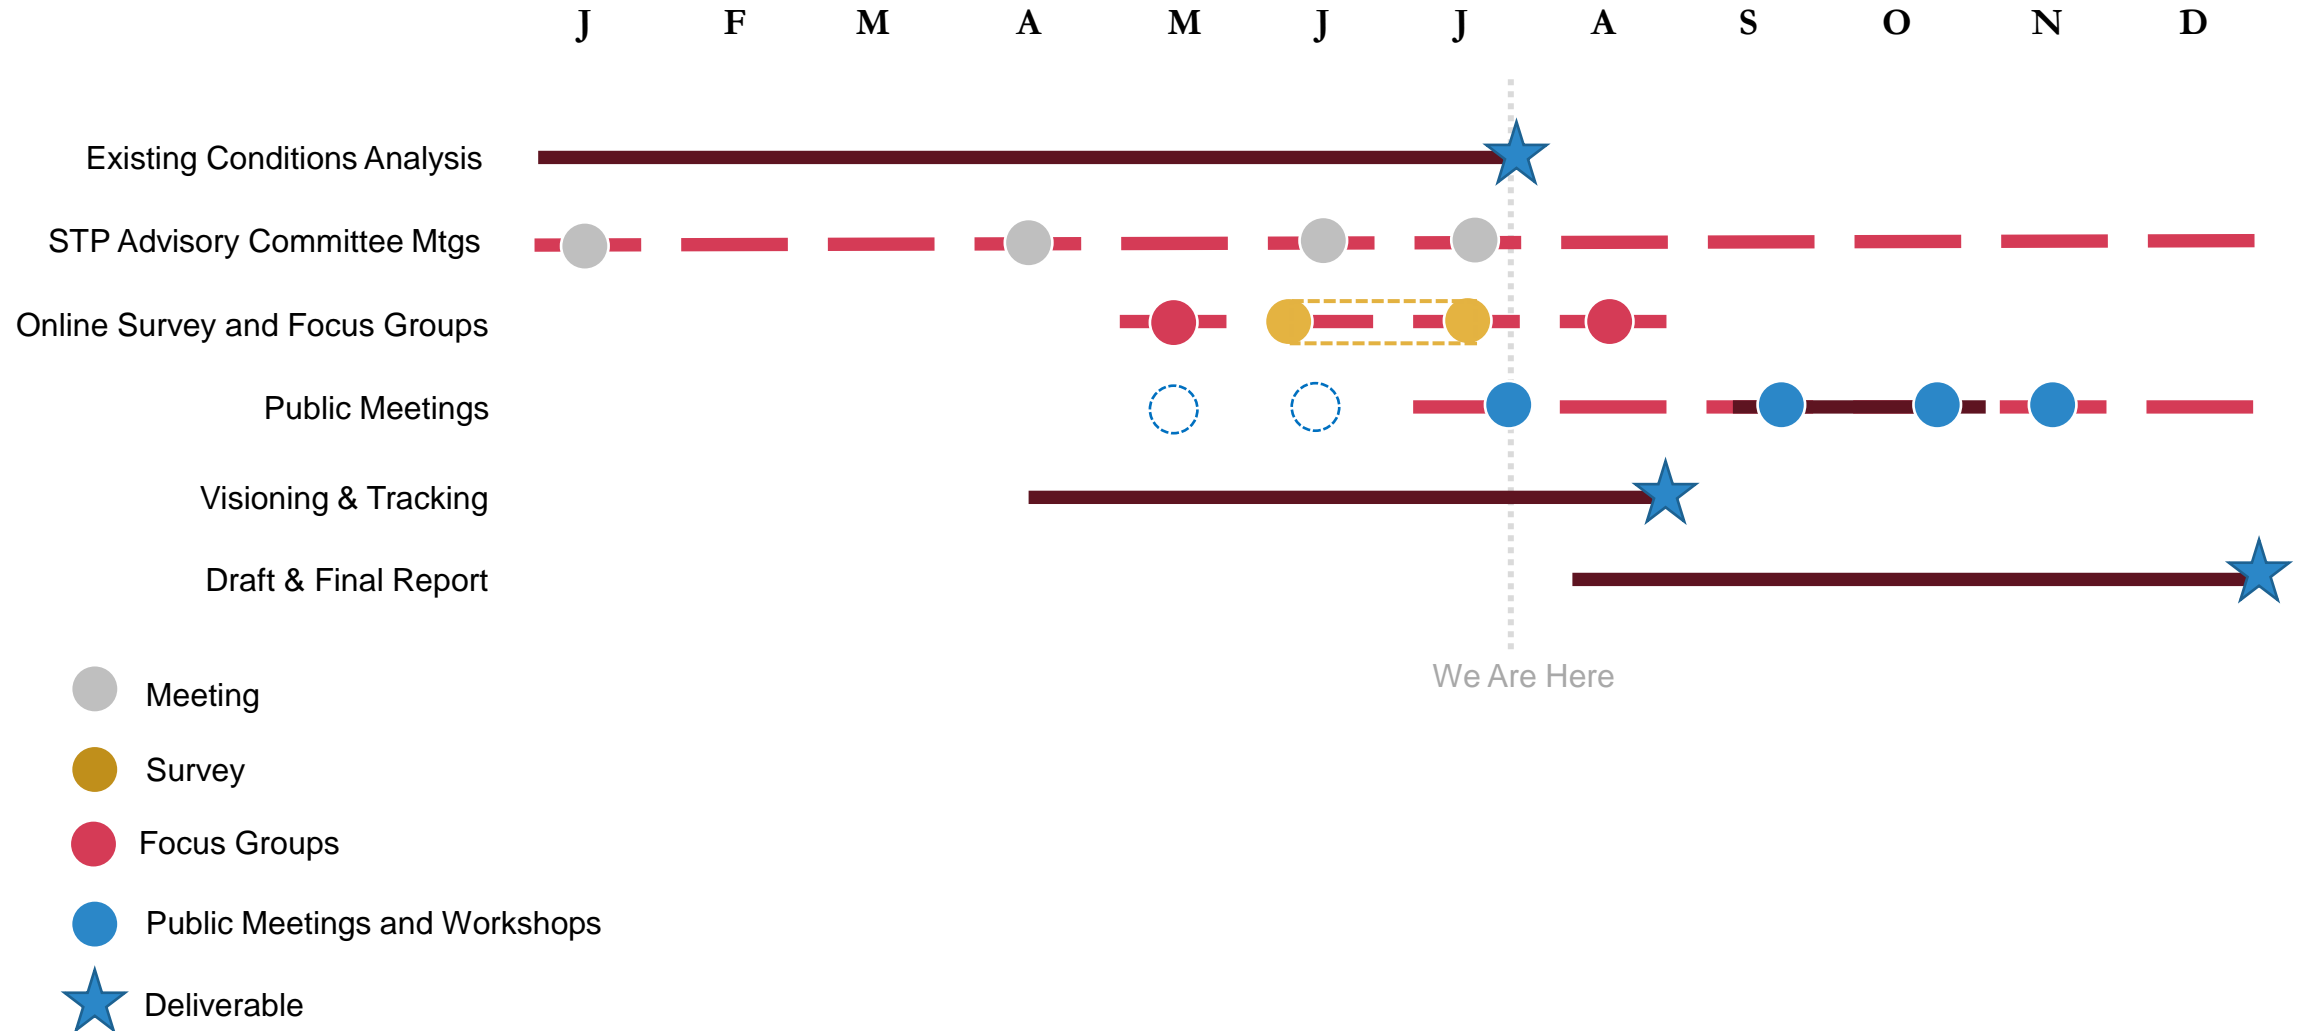 J F M A M J J A S O N D
Existing Conditions Analysis
STP Advisory Committee Mtgs
Online Survey and Focus Groups
Public Meetings
Visioning & Tracking
Draft & Final Report
We Are Here
Meeting
Survey
Focus Groups
Public Meetings and Workshops
Deliverable